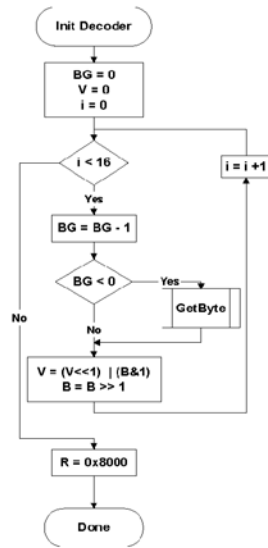 Init Decoder
BG = 0
V = 0
i = 0
i < 16
i = i +1
Yes
BG = BG - 1
BG < 0
Yes
GetByte
No
No
V = (V<<1) | (B&1)
B = B >> 1
R = 0x8000
Done